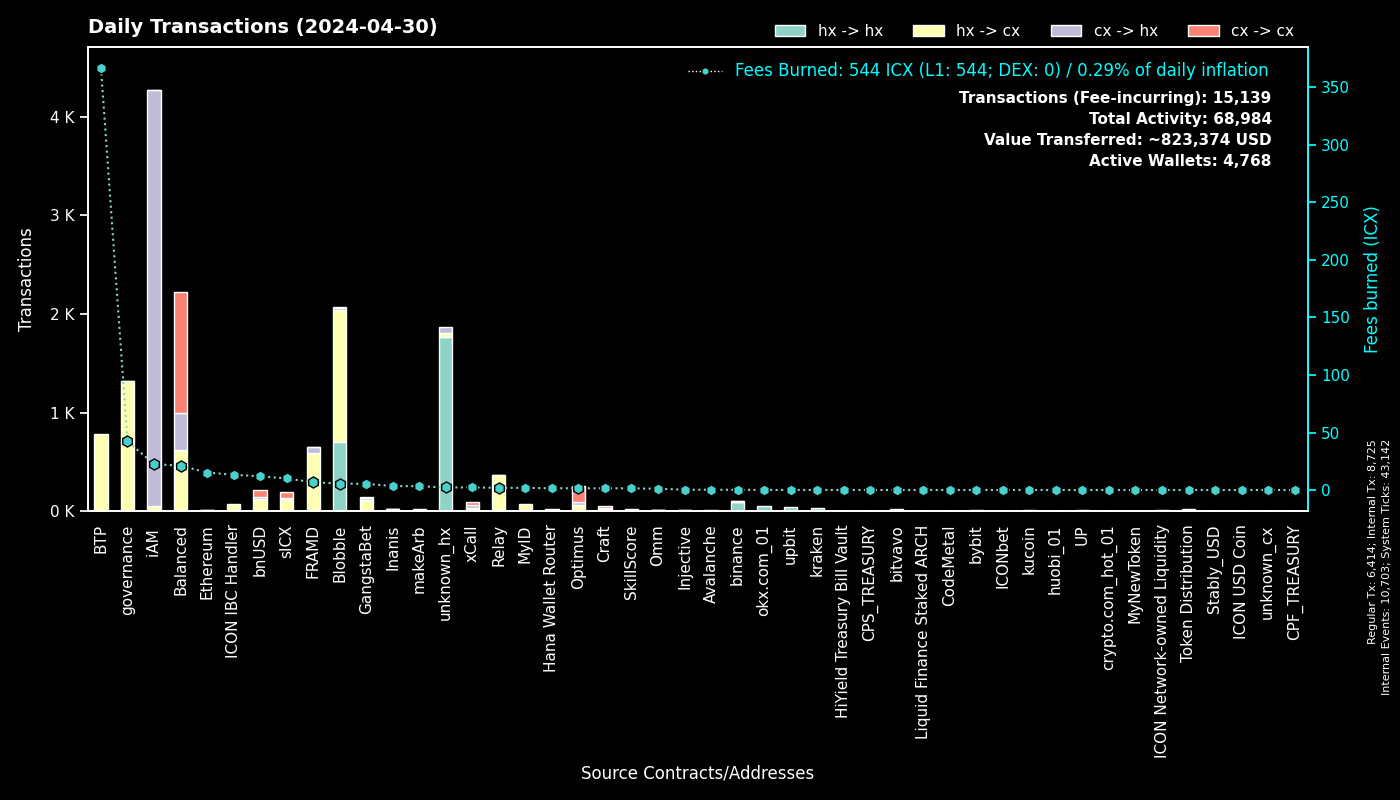 Daily Transactions (2024-04-30)
hx -> hx
hx -> cx
cx -> hx
cx -> cx
Fees Burned: 544 ICX (L1: 544; DEX: 0) / 0.29% of daily inflation
Transactions (Fee-incurring): 15,139
Total Activity: 68,984
Value Transferred: ~823,374 USD
Active Wallets: 4,768
Transactions
4 K
3 K
2 K
1 K
0 K
350
300
250
200
150
100
50
0
Fees burned (ICX)
BTP
governance
iAM
Balanced
Ethereum
ICON IBC Handler
bnUSD
sICX
FRAMD
Blobble
GangstaBet
Inanis
makeArb
unknown_hx
xCall
Relay
MyID
Hana Wallet Router
Optimus
Craft
SkillScore
Omm
Injective
Avalanche
binance
okx.com_01
upbit
kraken
HiYield Treasury Bill Vault
CPS_TREASURY
bitvavo
Liquid Finance Staked ARCH
CodeMetal
bybit
ICONbet
kucoin
huobi_01
UP
crypto.com_hot_01
MyNewToken
ICON Network-owned Liquidity
Token Distribution
Stably_USD
ICON USD Coin
unknown_cx
CPF_TREASURY
Source Contracts/Addresses
Regular Tx: 6,414; Internal Tx: 8,725
Internal Events: 10,703; System Ticks: 43,142